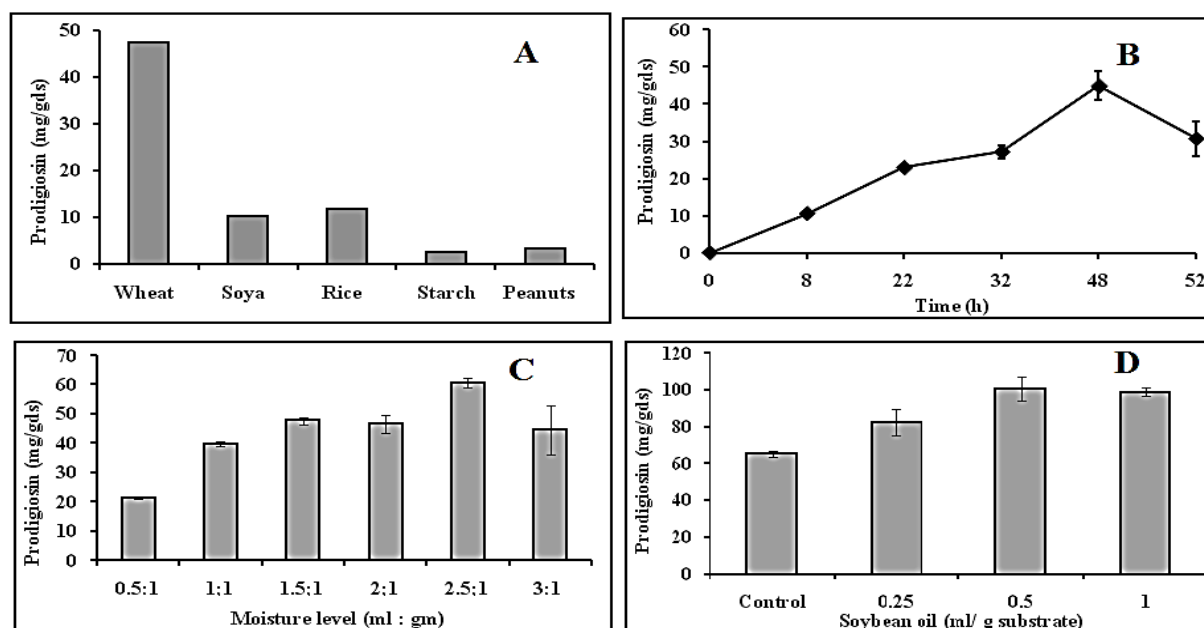 A
Prodigiosin (mg/gds)
50
40
30
20
10
0
Wheat Soya Rice Starch Peanuts
B
Prodigiosin (mg/gds)
60
50
40
30
20
10
0
0 8 22 32 48 52
Time (h)
C
Prodigiosin (mg/gds)
70
60
50
40
30
20
10
0
0.5:1 1:1 1.5:1 2:1 2.5:1 3:1
Moisture level (ml : gm)
D
Prodigiosin (mg/gds)
120
100
80
60
40
20
0
Control 0.25 0.5 1
Soybean oil (ml/ g substrate)